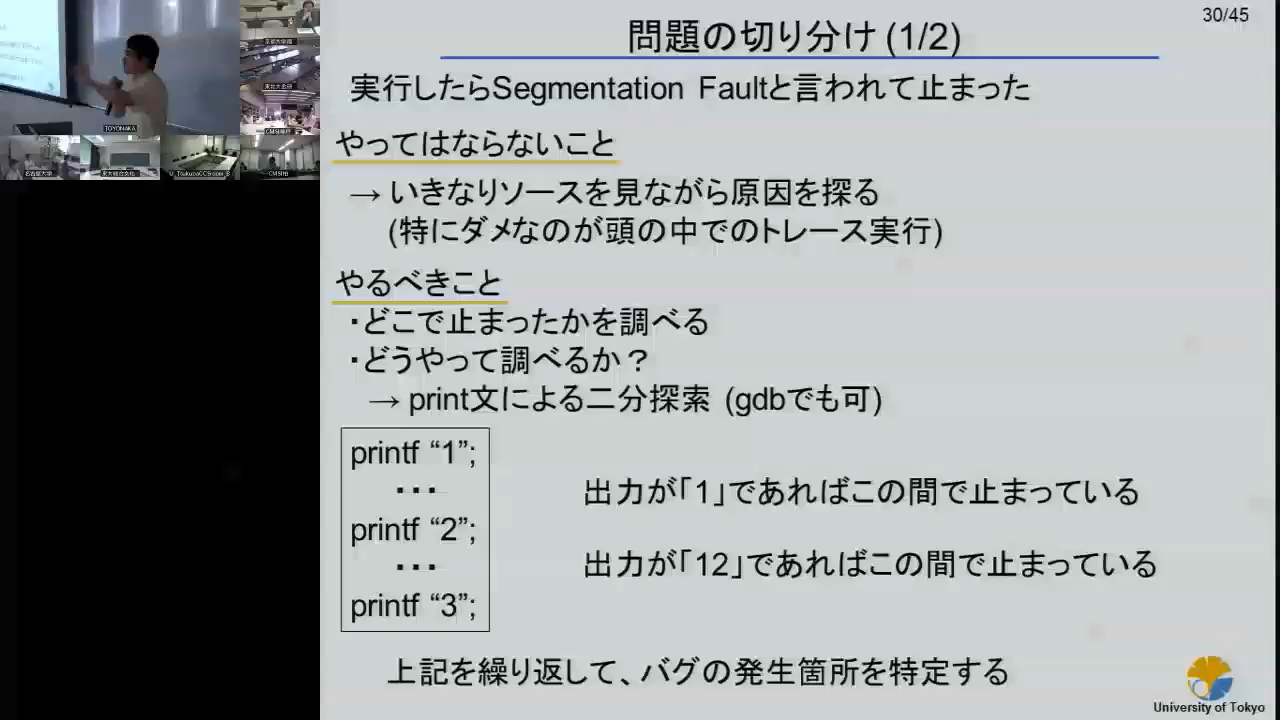 30/45
問題の切り分け (1/2)
実行したらSegmentation Faultと言われて止まった
やってはならないこと
→ いきなりソースを見ながら原因を探る
(特にダメなのが頭の中でのトレース実行)
やるべきこと
・どこで止まったかを調べる
・どうやって調べるか？
→ print文による二分探索 (gdbでも可)
printf “1”;
・・・
出力が「1」であればこの間で止まっている
printf “2”;
・・・
出力が「12」であればこの間で止まっている
printf “3”;
上記を繰り返して、バグの発生箇所を特定する
University of Tokyo
TOYONAKA
名古屋大学